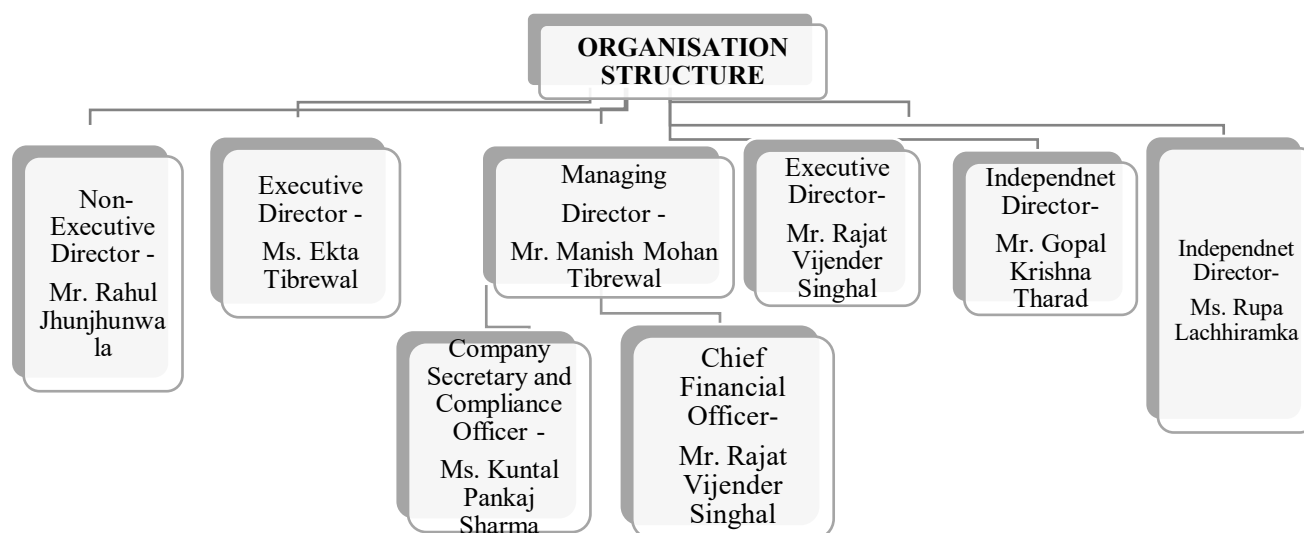 ORGANISATION
STRUCTURE
Non-
Executive
Director -
Mr. Rahul
Jhunjhunwa
la
Executive
Director -
Ms. Ekta
Tibrewal
Managing
Director -
Mr. Manish Mohan
Tibrewal
Executive
Director-
Mr. Rajat
Vijender
Singhal
Independnet
Director-
Mr. Gopal
Krishna
Tharad
Independnet
Director-
Ms. Rupa
Lachhiramka
Company
Secretary and
Compliance
Officer -
Ms. Kuntal
Pankaj
Sharma
Chief
Financial
Officer-
Mr. Rajat
Vijender
Singhal